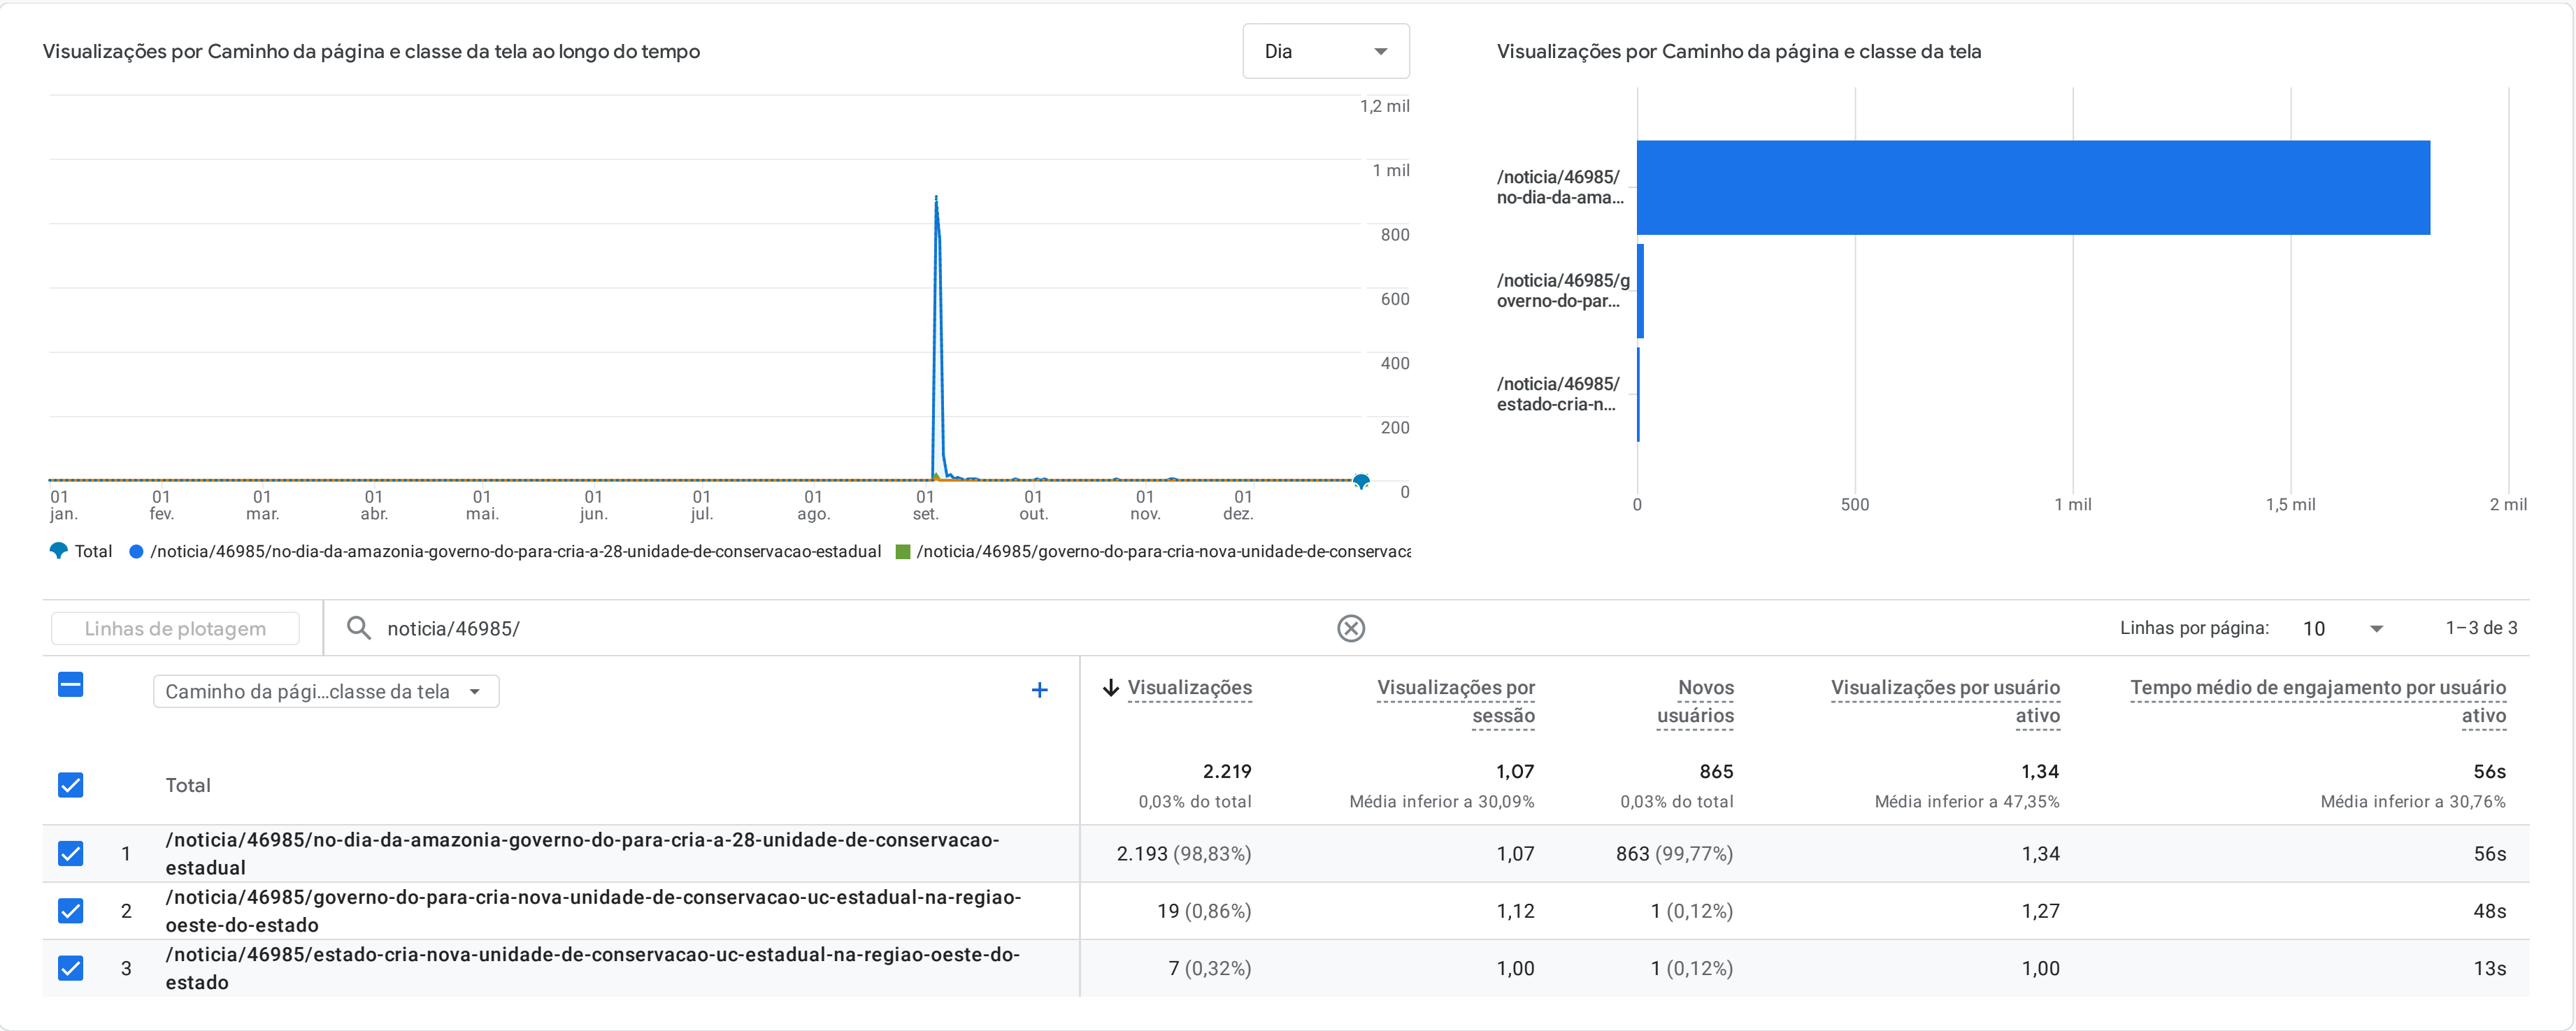 Visualizações por Caminho da página e classe da tela ao longo do tempo
Dia
1,2 mil
1 mil
800
600
400
200
0
01 jan.
01 fev.
01 mar.
01 abr.
01 mai.
01 jun.
01 jul.
01 ago.
01 set.
01 out.
01 nov.
01 dez.
Total
/noticia/46985/no-dia-da-amazonia-governo-do-para-cria-a-28-unidade-de-conservacao-estadual
/noticia/46985/governo-do-para-cria-nova-unidade-de-conservaca
Visualizações por Caminho da página e classe da tela
/noticia/46985/
no-dia-da-ama...
/noticia/46985/g
overno-do-par...
/noticia/46985/
estado-cria-n...
0
500
1 mil
1,5 mil
2 mil
Linhas de plotagem
noticia/46985/
Linhas por página:
10
1–3 de 3
Caminho da pági...classe da tela
+
Visualizações
Visualizações por
sessão
Novos
usuários
Visualizações por usuário
ativo
Tempo médio de engajamento por usuário
ativo
Total
2.219
0,03% do total
1,07
Média inferior a 30,09%
865
0,03% do total
1,34
Média inferior a 47,35%
56s
Média inferior a 30,76%
1
/noticia/46985/no-dia-da-amazonia-governo-do-para-cria-a-28-unidade-de-conservacao-
estadual
2.193 (98,83%)
1,07
863 (99,77%)
1,34
56s
2
/noticia/46985/governo-do-para-cria-nova-unidade-de-conservacao-uc-estadual-na-regiao-
oeste-do-estado
19 (0,86%)
1,12
1 (0,12%)
1,27
48s
3
/noticia/46985/estado-cria-nova-unidade-de-conservacao-uc-estadual-na-regiao-oeste-do-
estado
7 (0,32%)
1,00
1 (0,12%)
1,00
13s